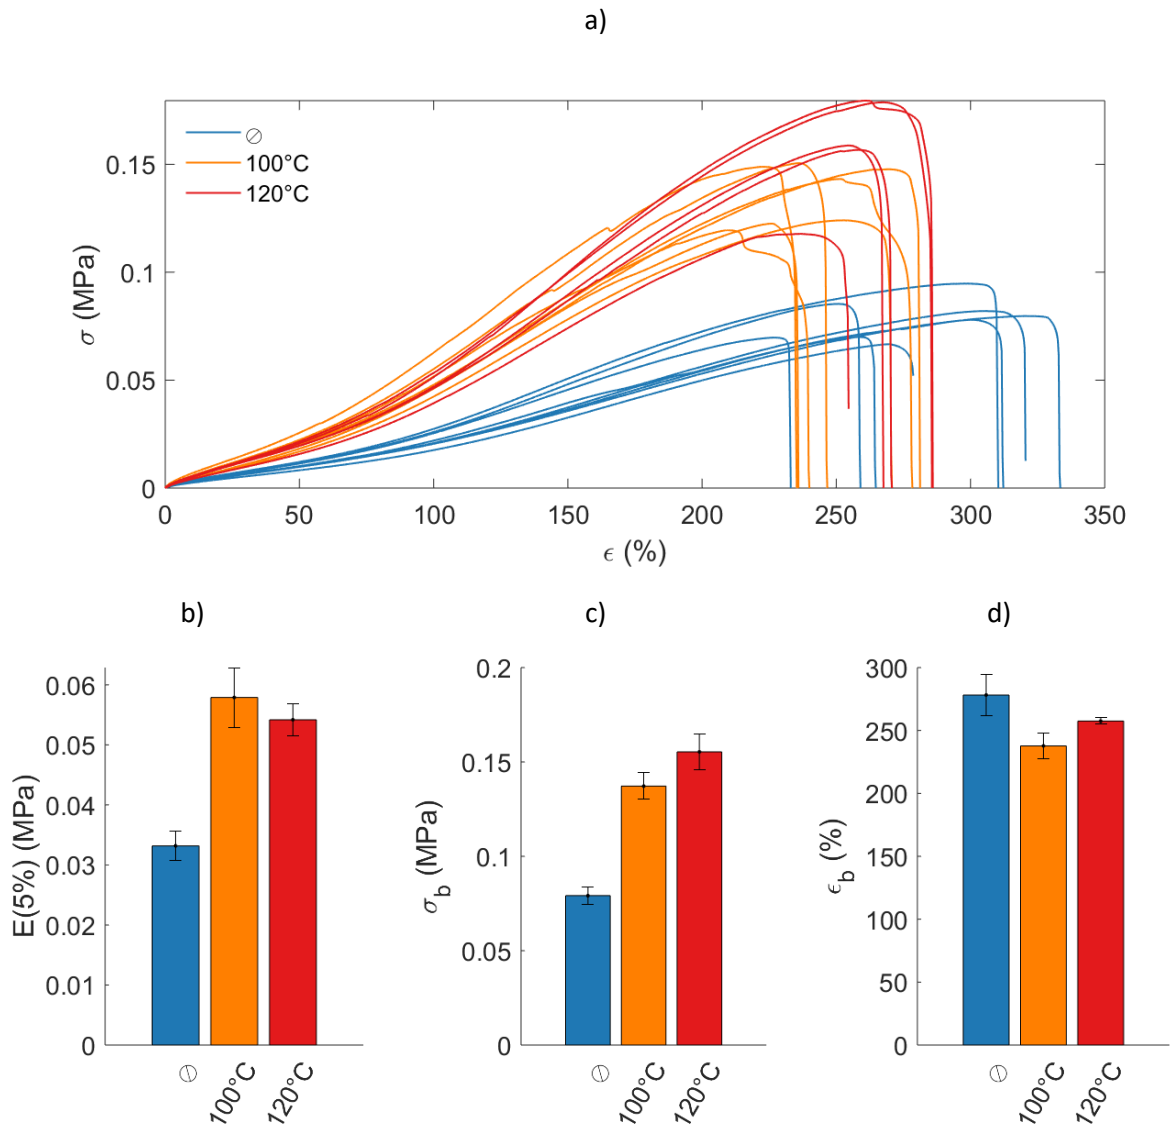 a)
⊘
100°C
120°C
0.15
0.1
0.05
0
σ (MPa)
0 50 100 150 200 250 300 350
ϵ (%)
b) c) d)
0.06
0.05
0.04
0.03
0.02
0.01
0
E(5%) (MPa)
⦸ 100°C 120°C
0.2
0.15
0.1
0.05
0
σb (MPa)
⦸ 100°C 120°C
300
250
200
150
100
50
0
ϵb (%)
⦸ 100°C 120°C